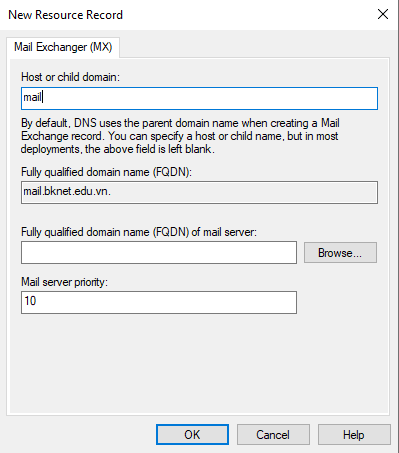 New Resource Record
Mail Exchanger (MX)
Host or child domain:
mail
By default, DNS uses the parent domain name when creating a Mail
Exchange record. You can specify a host or child name, but in most
deployments, the above field is left blank.
Fully qualified domain name (FQDN):
mail.bknet.edu.vn.
Fully qualified domain name (FQDN) of mail server:
Browse...
Mail server priority:
10
OK Cancel Help